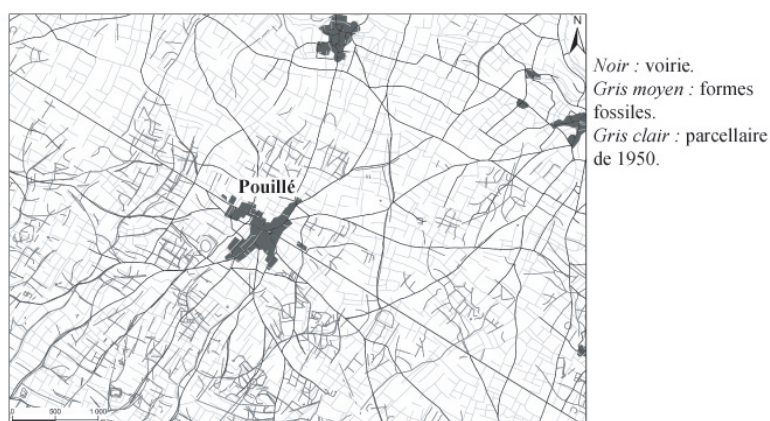 N
Noir : voirie.
Gris moyen : formes
fossiles.
Gris clair : parcellaire
de 1950.
Pouillé
0 500 1 000